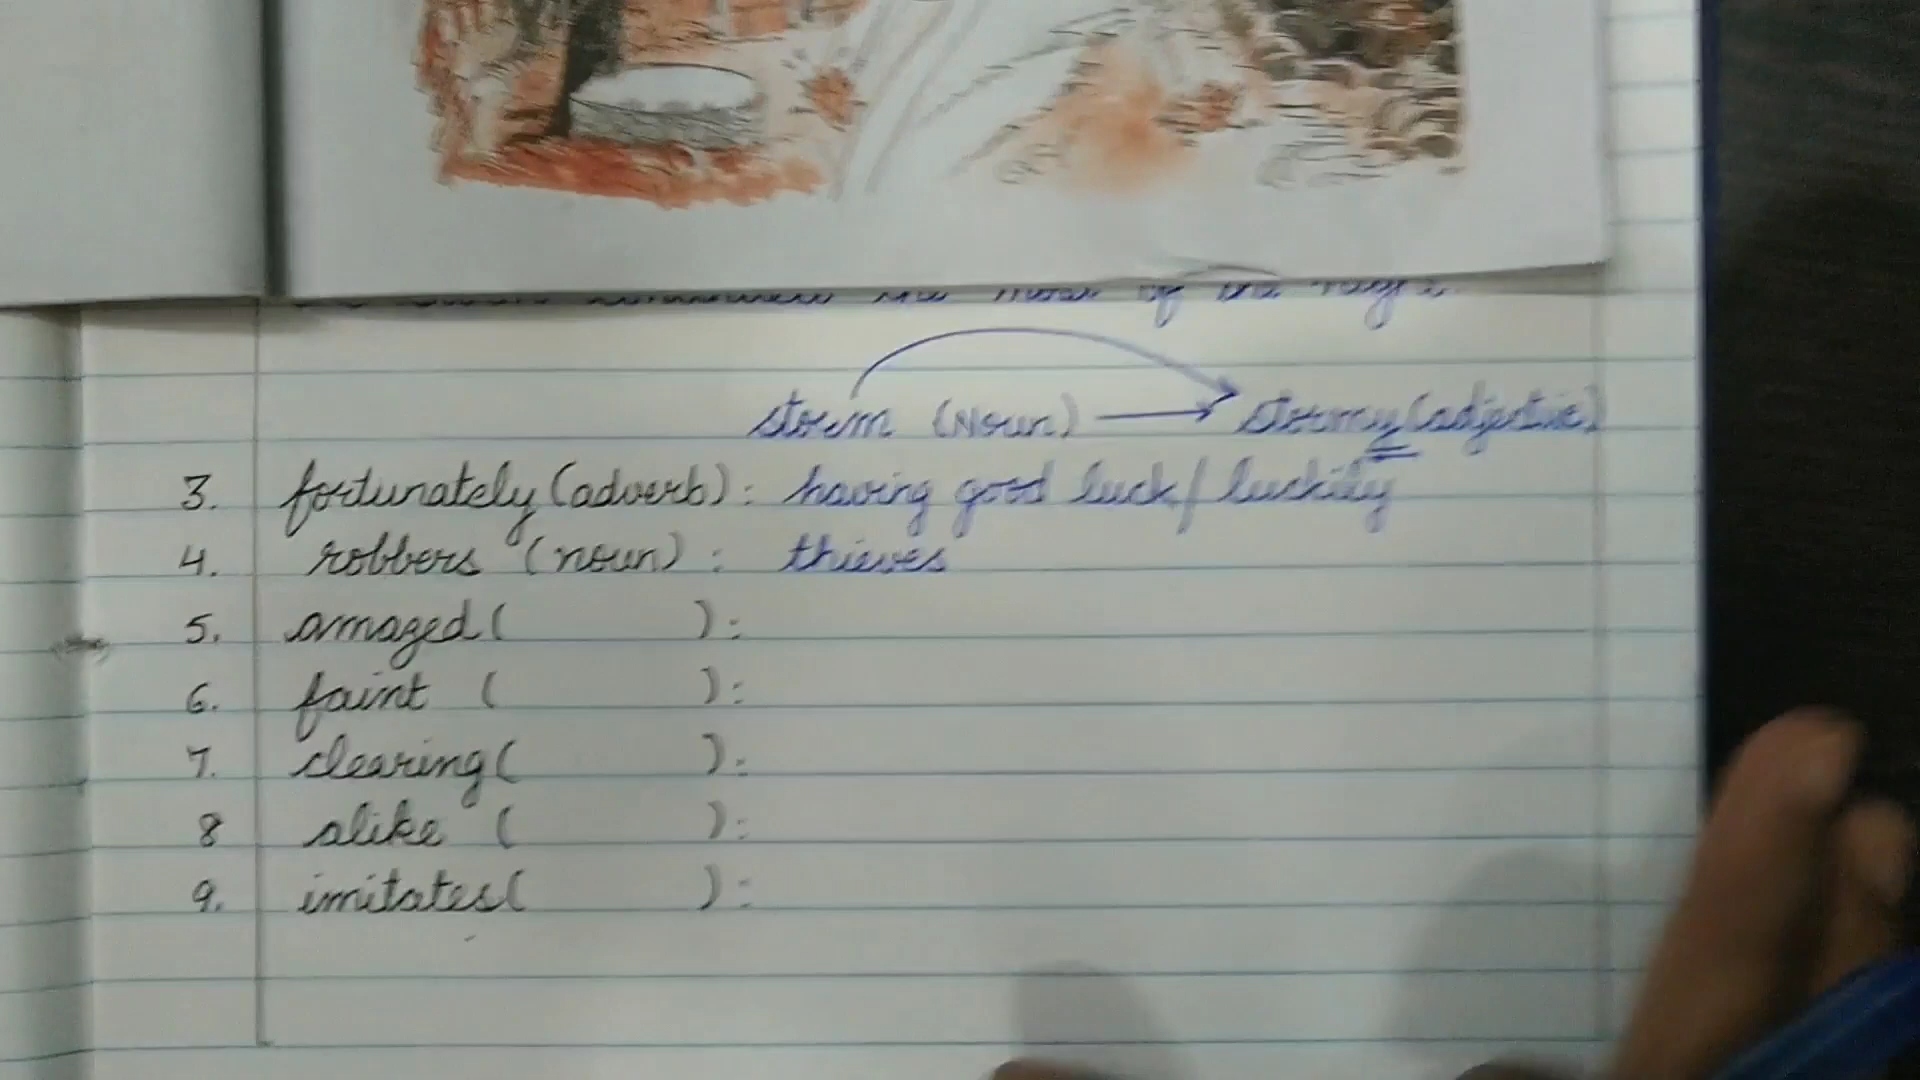 storm (Noun) → stormy (adjective)
3. fortunately (adverb): having good luck/ luckily
4. robbers (noun): thieves
5. amazed ( ):
6. faint ( ):
7. clearing ( ):
8 alike ( ):
9. imitates ( ):